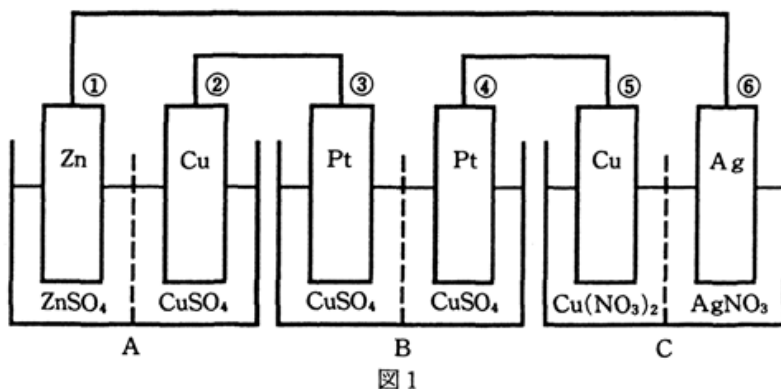 ① ② ③ ④ ⑤ ⑥
Zn Cu Pt Pt Cu Ag
ZnSO₄ CuSO₄ CuSO₄ CuSO₄ Cu(NO₃)₂ AgNO₃
A B C
図1